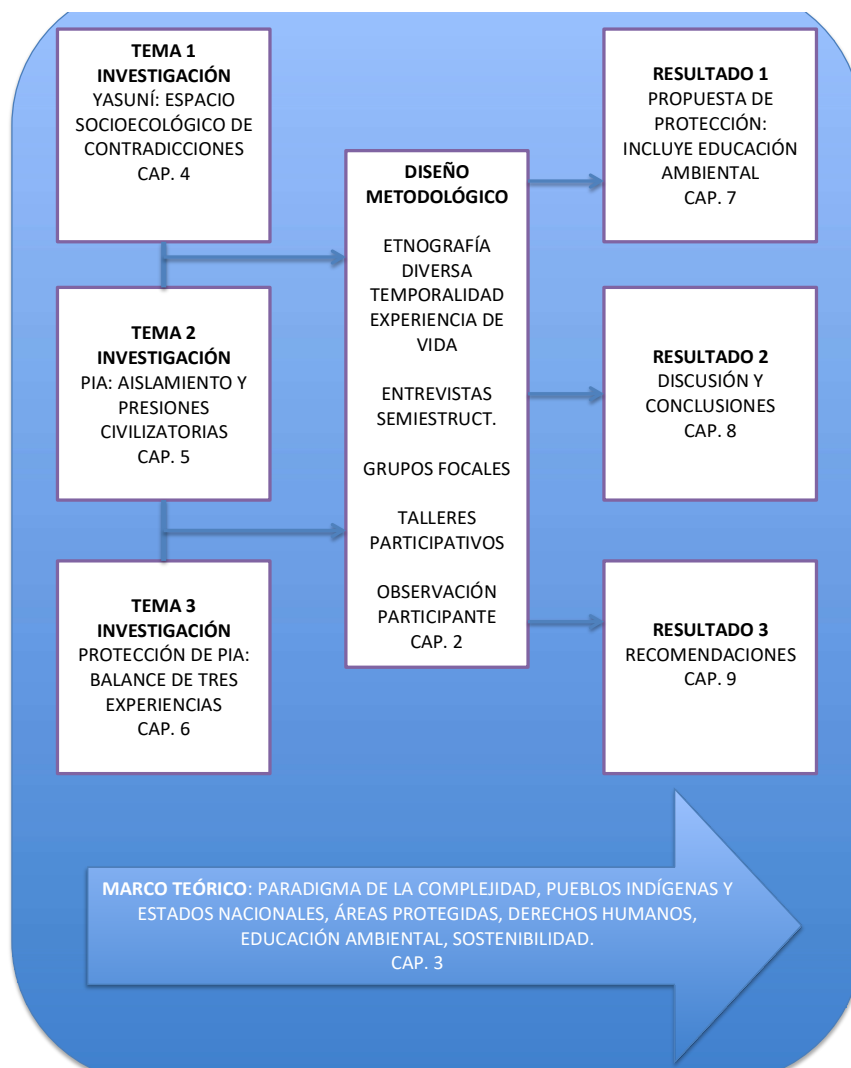 TEMA 1
INVESTIGACIÓN
YASUNÍ: ESPACIO
SOCIOECOLÓGICO DE
CONTRADICCIONES
CAP. 4
TEMA 2
INVESTIGACIÓN
PIA: AISLAMIENTO Y
PRESIONES
CIVILIZATORIAS
CAP. 5
TEMA 3
INVESTIGACIÓN
PROTECCIÓN DE PIA:
BALANCE DE TRES
EXPERIENCIAS
CAP. 6
DISEÑO
METODOLÓGICO
ETNOGRAFÍA
DIVERSA
TEMPORALIDAD
EXPERIENCIA DE
VIDA
ENTREVISTAS
SEMIESTRUCT.
GRUPOS FOCALES
TALLERES
PARTICIPATIVOS
OBSERVACIÓN
PARTICIPANTE
CAP. 2
RESULTADO 1
PROPUESTA DE
PROTECCIÓN:
INCLUYE EDUCACIÓN
AMBIENTAL
CAP. 7
RESULTADO 2
DISCUSIÓN Y
CONCLUSIONES
CAP. 8
RESULTADO 3
RECOMENDACIONES
CAP. 9
MARCO TEÓRICO: PARADIGMA DE LA COMPLEJIDAD, PUEBLOS INDÍGENAS Y
ESTADOS NACIONALES, ÁREAS PROTEGIDAS, DERECHOS HUMANOS,
EDUCACIÓN AMBIENTAL, SOSTENIBILIDAD.
CAP. 3